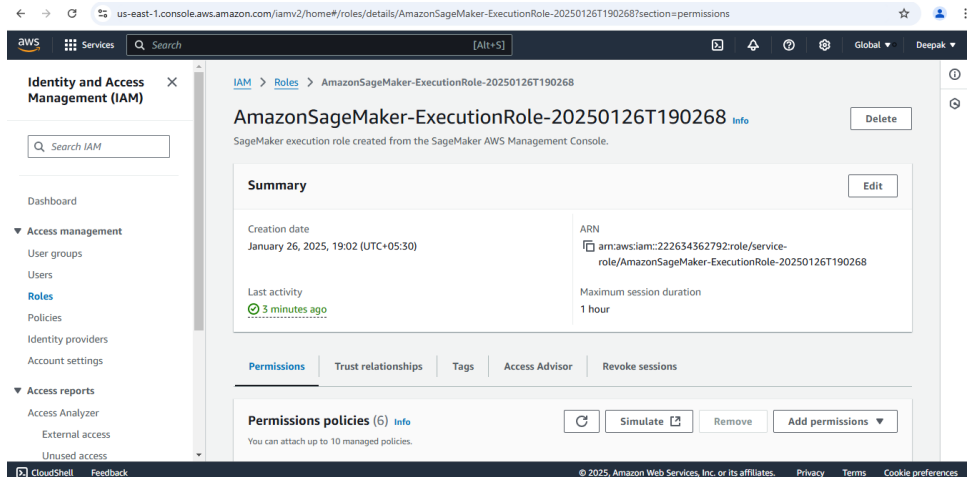 us-east-1.console.aws.amazon.com/iamv2/home#/roles/details/AmazonSageMaker-ExecutionRole-20250126T190268?section=permissions
aws Services Search [Alt+S] Global Deepak
Identity and Access
Management (IAM)
Search IAM
Dashboard
Access management
User groups
Users
Roles
Policies
Identity providers
Account settings
Access reports
Access Analyzer
External access
Unused access
IAM > Roles > AmazonSageMaker-ExecutionRole-20250126T190268
AmazonSageMaker-ExecutionRole-20250126T190268 Info
Delete
SageMaker execution role created from the SageMaker AWS Management Console.
Summary
Edit
Creation date
January 26, 2025, 19:02 (UTC+05:30)
ARN
arn:aws:iam::222634362792:role/service-
role/AmazonSageMaker-ExecutionRole-20250126T190268
Last activity
3 minutes ago
Maximum session duration
1 hour
Permissions Trust relationships Tags Access Advisor Revoke sessions
Permissions policies (6) Info
Simulate Remove Add permissions
You can attach up to 10 managed policies.
CloudShell Feedback © 2025, Amazon Web Services, Inc. or its affiliates. Privacy Terms Cookie preferences